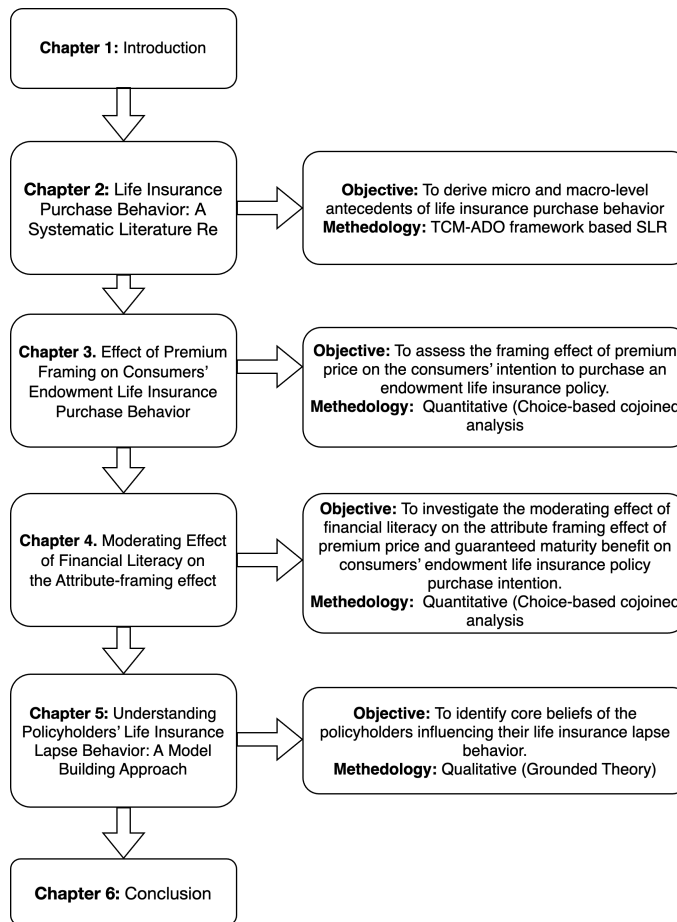 Chapter 1: Introduction
Chapter 2: Life Insurance
Purchase Behavior: A
Systematic Literature Re
Objective: To derive micro and macro-level
antecedents of life insurance purchase behavior
Methedology: TCM-ADO framework based SLR
Chapter 3. Effect of Premium
Framing on Consumers'
Endowment Life Insurance
Purchase Behavior
Objective: To assess the framing effect of premium
price on the consumers' intention to purchase an
endowment life insurance policy.
Methedology: Quantitative (Choice-based cojoined
analysis
Chapter 4. Moderating Effect
of Financial Literacy on
the Attribute-framing effect
Objective: To investigate the moderating effect of
financial literacy on the attribute framing effect of
premium price and guaranteed maturity benefit on
consumers' endowment life insurance policy
purchase intention.
Methedology: Quantitative (Choice-based cojoined
analysis
Chapter 5: Understanding
Policyholders' Life Insurance
Lapse Behavior: A Model
Building Approach
Objective: To identify core beliefs of the
policyholders influencing their life insurance lapse
behavior.
Methedology: Qualitative (Grounded Theory)
Chapter 6: Conclusion